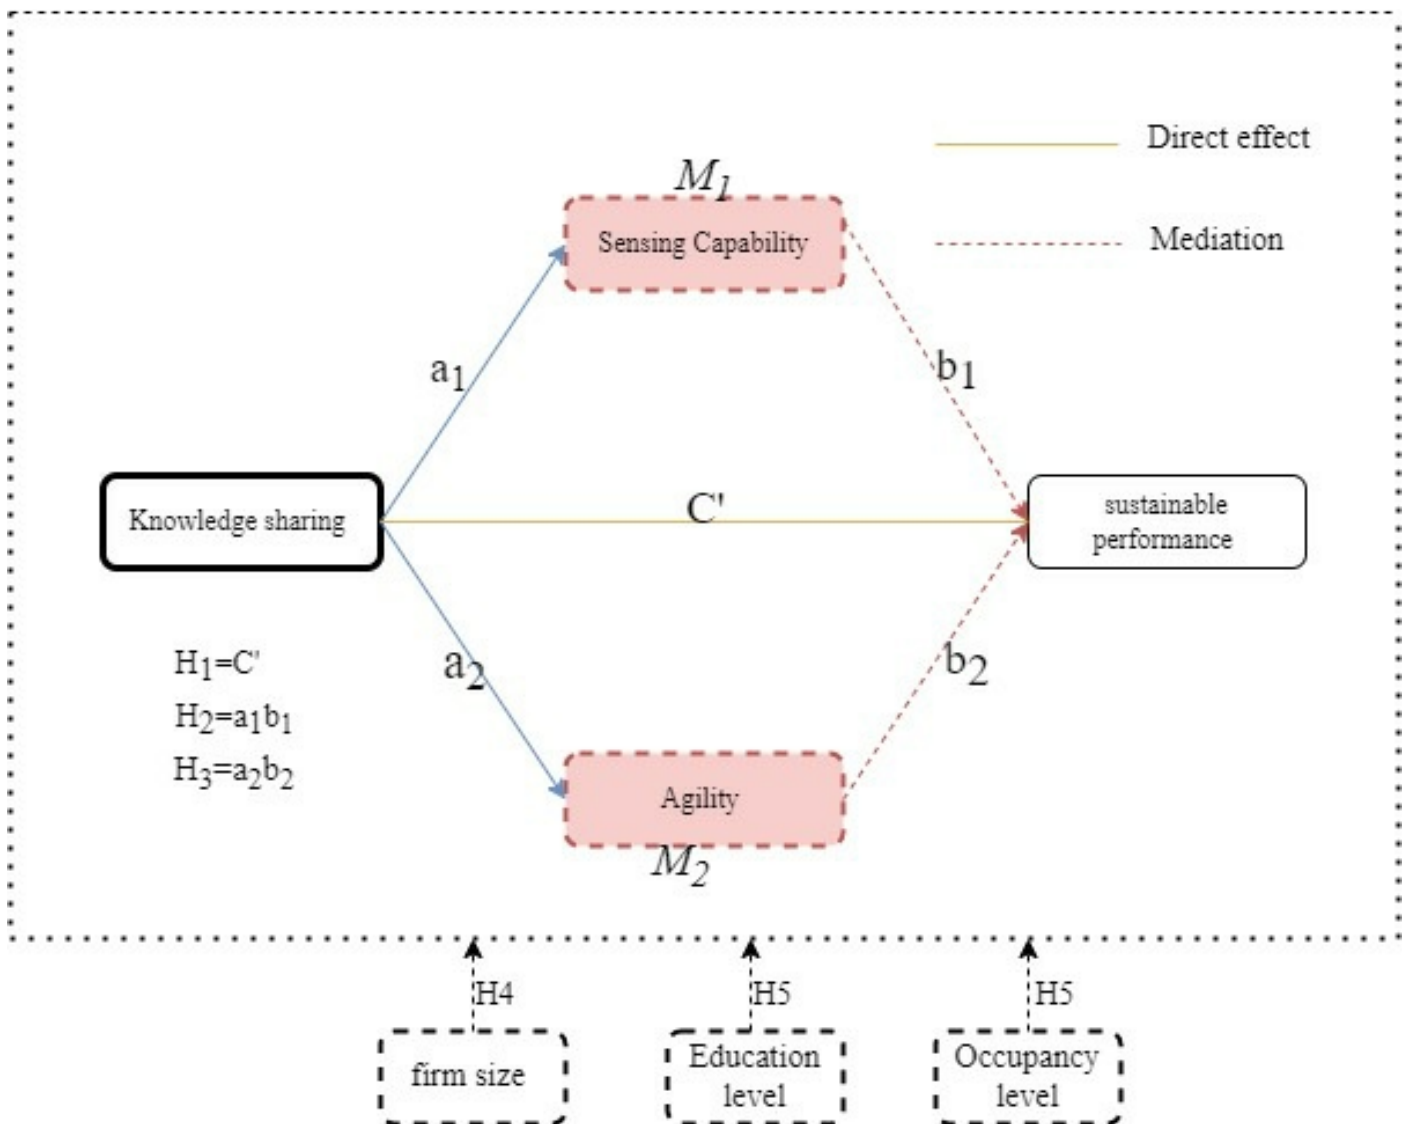 Direct effect
M1
Sensing Capability
Mediation
a1
b1
Knowledge sharing
C'
sustainable
performance
H1=C'
H2=a1b1
H3=a2b2
a2
b2
Agility
M2
H4
H5
H5
firm size
Education
level
Occupancy
level